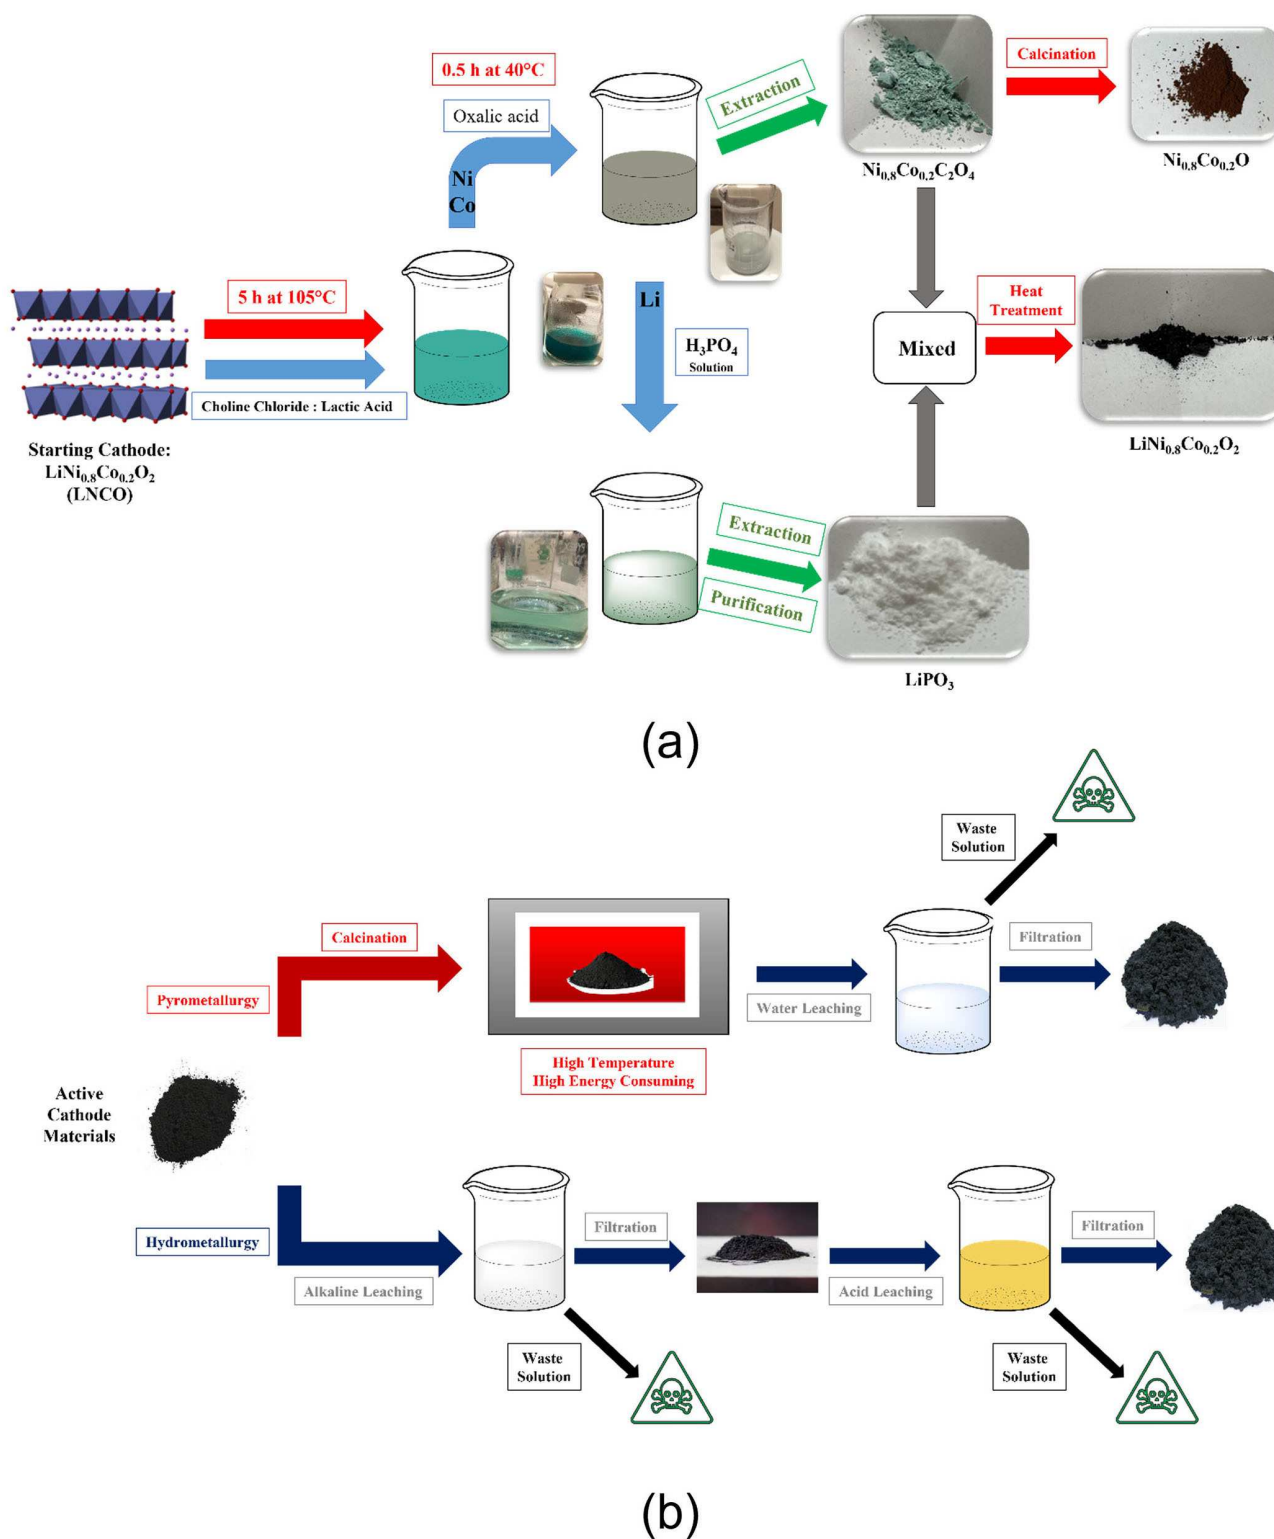 0.5 h at 40°C
Oxalic acid
Ni
Co
Extraction
Ni₀.₈Co₀.₂C₂O₄
Calcination
Ni₀.₈Co₀.₂O
5 h at 105°C
Choline Chloride : Lactic Acid
Starting Cathode:
LiNi₀.₈Co₀.₂O₂
(LNCO)
Li
H₃PO₄
Solution
Mixed
Heat
Treatment
LiNi₀.₈Co₀.₂O₂
Extraction
Purification
LiPO₃
(a)
Pyrometallurgy
Calcination
High Temperature
High Energy Consuming
Water Leaching
Waste
Solution
Filtration
Active
Cathode
Materials
Hydrometallurgy
Alkaline Leaching
Filtration
Waste
Solution
Acid Leaching
Filtration
Waste
Solution
(b)